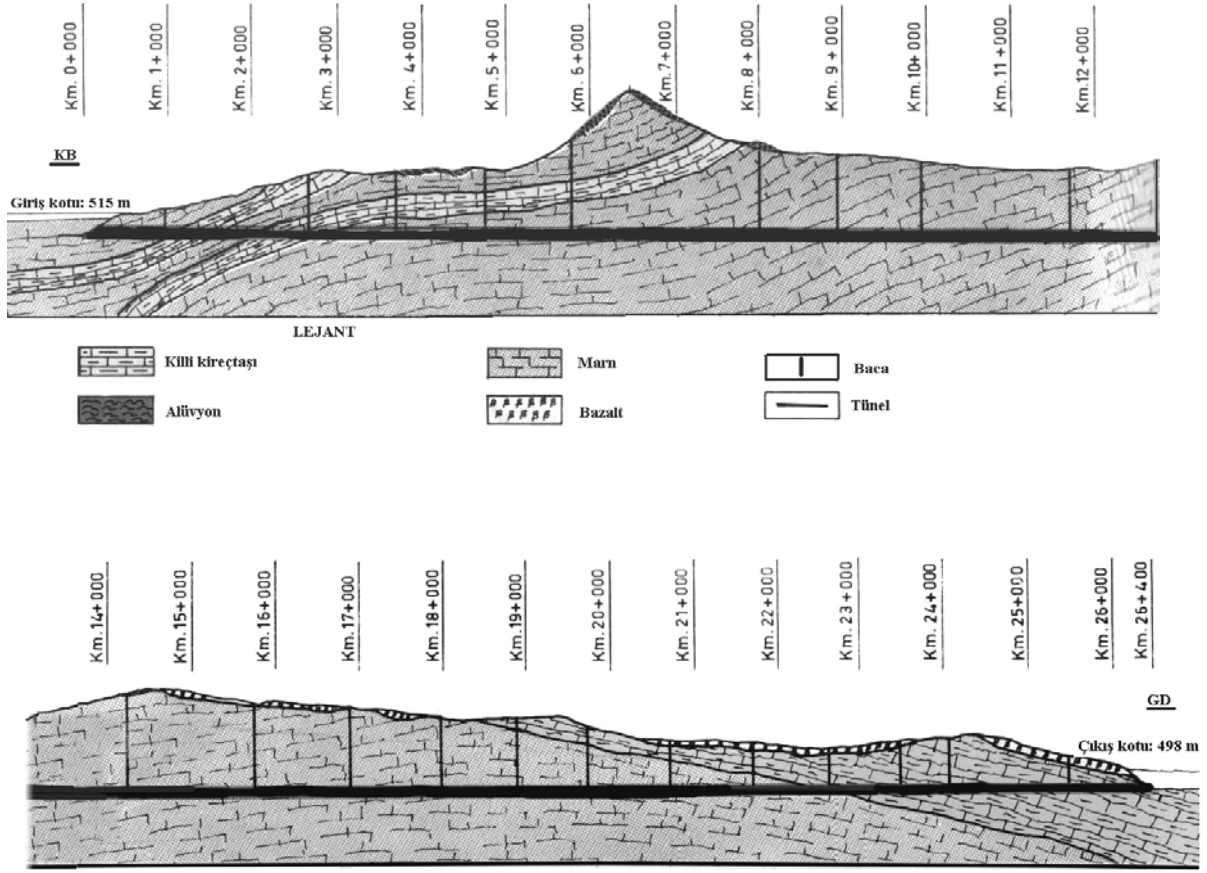 Km. 0+000
Km. 1+000
Km. 2+000
Km. 3+000
Km. 4+000
Km. 5+000
Km. 6+000
Km. 7+000
Km. 8+000
Km. 9+000
Km. 10+000
Km. 11+000
Km. 12+000
KB
Giriş kotu: 515 m
LEJANT
Killi kireçtaşı
Marn
Baca
Alüvyon
Bazalt
Tünel
Km. 14+000
Km. 15+000
Km. 16+000
Km. 17+000
Km. 18+000
Km. 19+000
Km. 20+000
Km. 21+000
Km. 22+000
Km. 23+000
Km. 24+000
Km. 25+000
Km. 26+000
Km. 26+400
GD
Çıkış kotu: 498 m